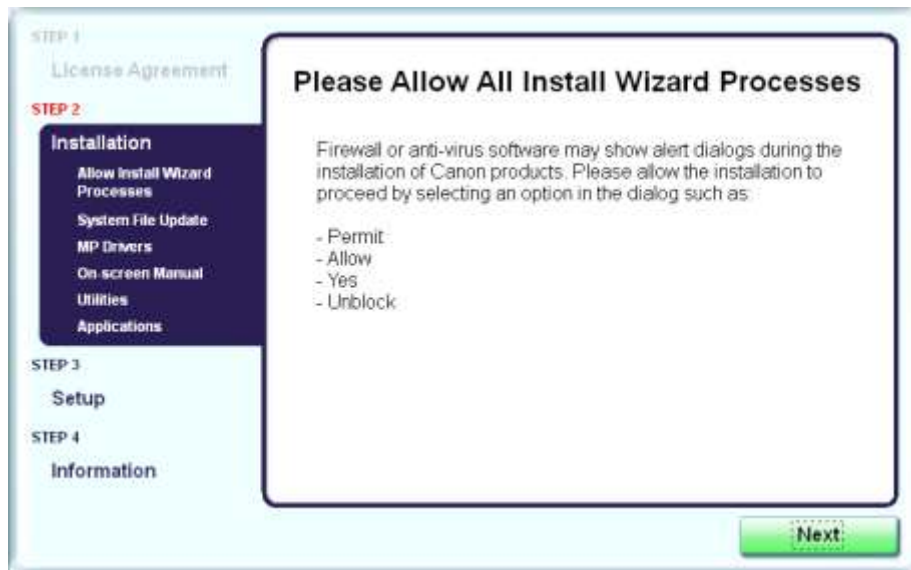 STEP 1
License Agreement
STEP 2
Installation
Allow Install Wizard
Processes
System File Update
MP Drivers
On-screen Manual
Utilities
Applications
STEP 3
Setup
STEP 4
Information
Please Allow All Install Wizard Processes
Firewall or anti-virus software may show alert dialogs during the
installation of Canon products. Please allow the installation to
proceed by selecting an option in the dialog such as:
- Permit
- Allow
- Yes
- Unblock
Next